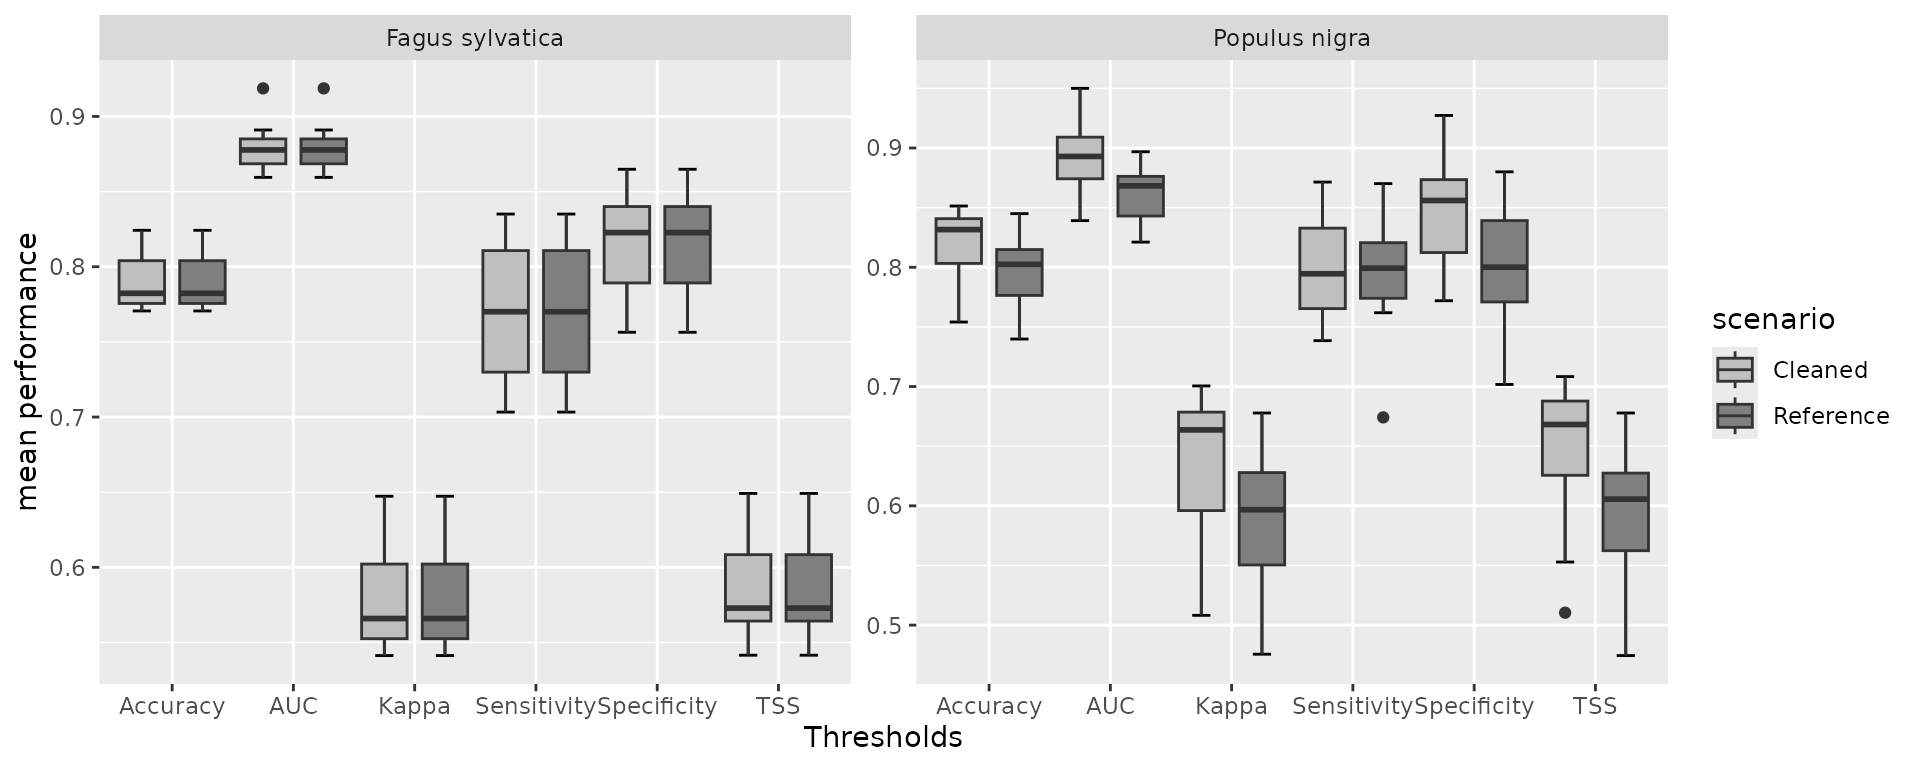 Fagus sylvatica
Populus nigra
mean performance
0.9
0.8
0.7
0.6
0.9
0.8
0.7
0.6
0.5
Accuracy AUC Kappa Sensitivity Specificity TSS
Accuracy AUC Kappa Sensitivity Specificity TSS
Thresholds
scenario
Cleaned
Reference